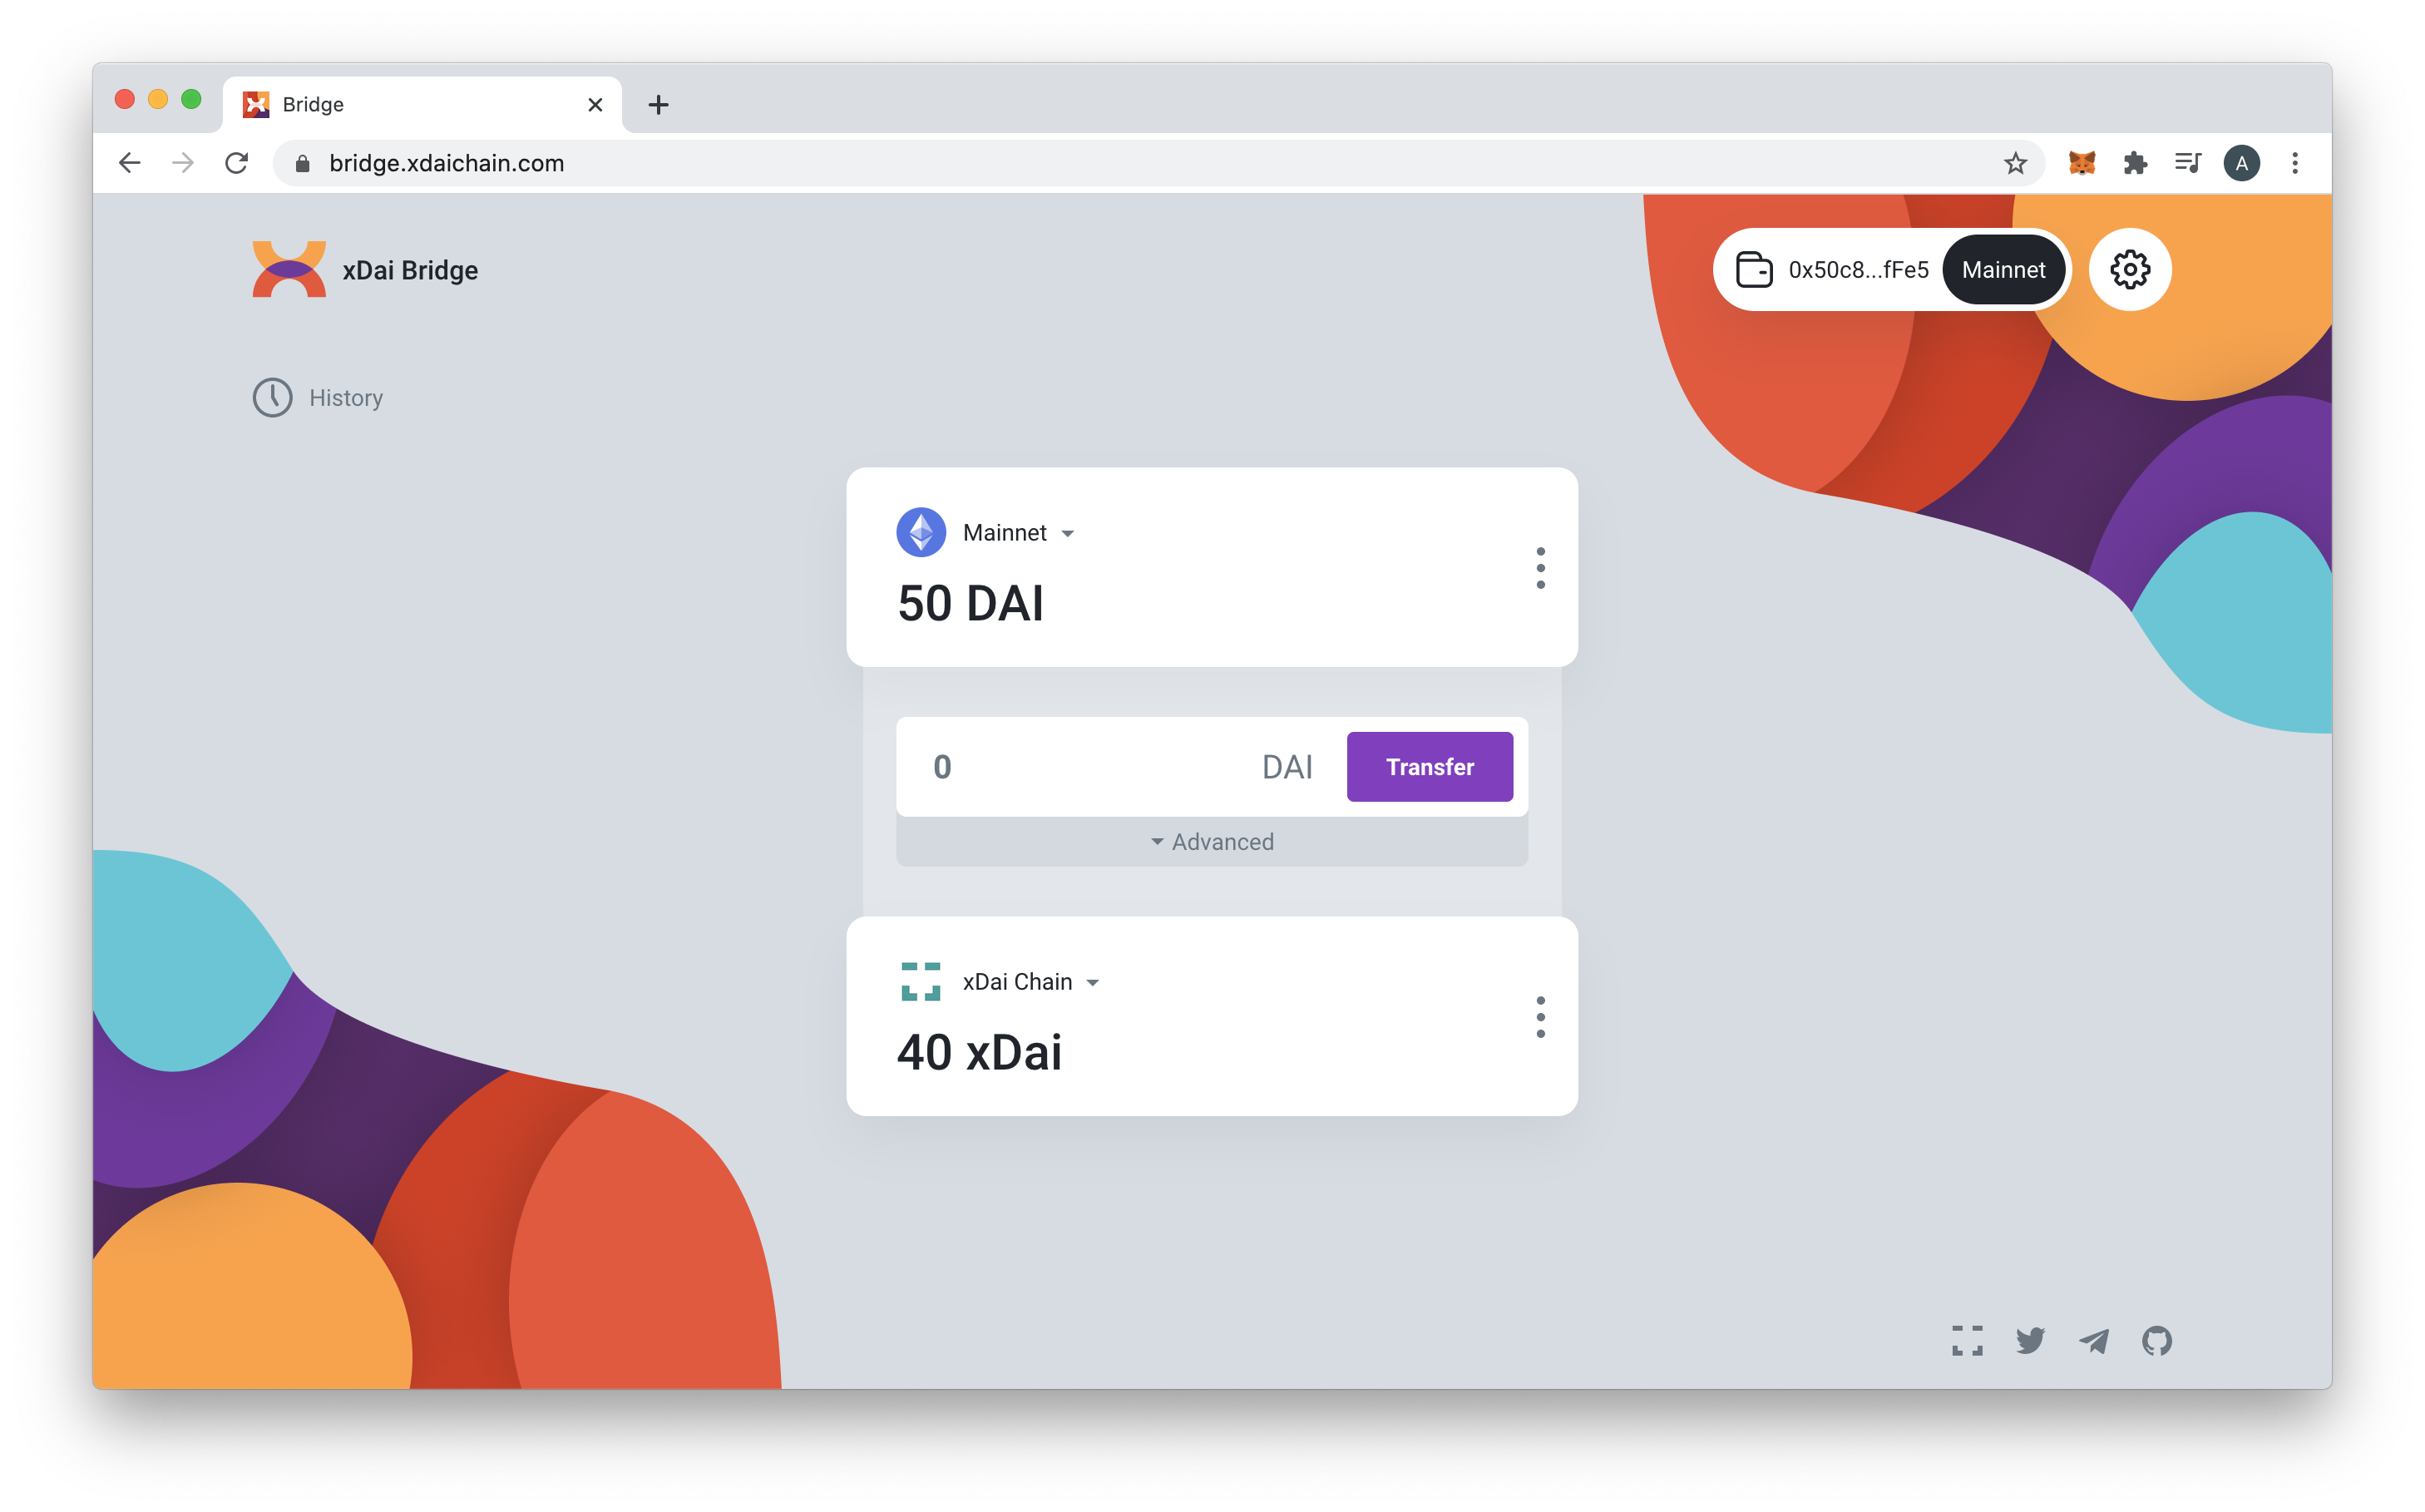 Bridge
bridge.xdaichain.com
A
xDai Bridge
0x50c8...fFe5
Mainnet
History
Mainnet
50 DAI
0
DAI
Transfer
Advanced
xDai Chain
40 xDai